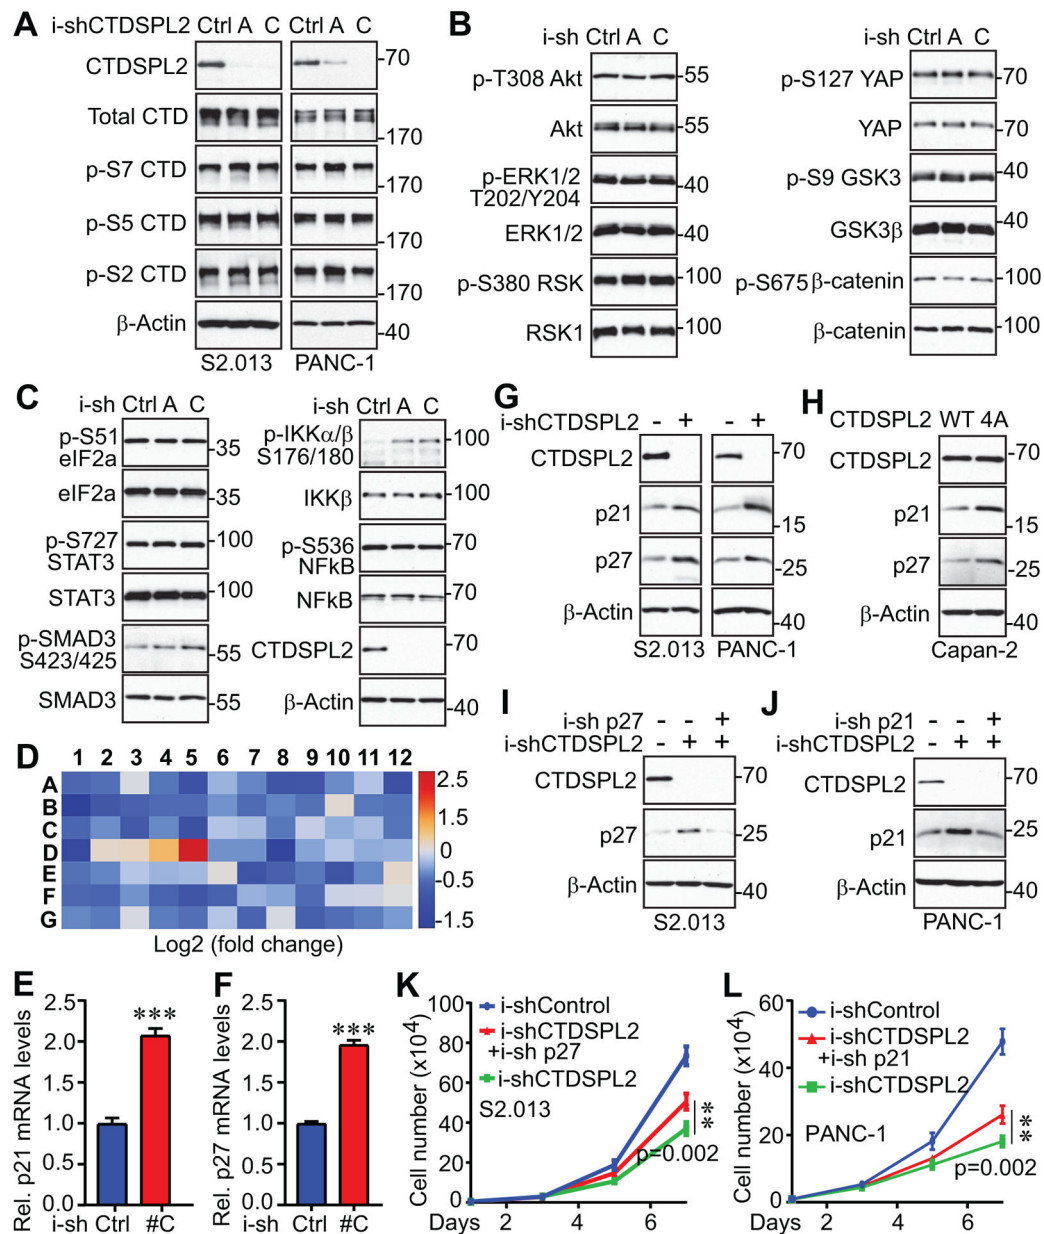 A
i-shCTDSPL2 Ctrl A C Ctrl A C
CTDSPL2
-70
Total CTD
-170
p-S7 CTD
-170
p-S5 CTD
-170
p-S2 CTD
-170
β-Actin
-40
S2.013 PANC-1
B
i-sh Ctrl A C
p-T308 Akt
-55
Akt
-55
p-ERK1/2
T202/Y204
-40
ERK1/2
-40
p-S380 RSK
-100
RSK1
-100
i-sh Ctrl A C
p-S127 YAP
-70
YAP
-70
p-S9 GSK3
-40
GSK3β
-40
p-S675 β-catenin
-100
β-catenin
-100
C
i-sh Ctrl A C
p-S51
eIF2a
-35
eIF2a
-35
p-S727
STAT3
-100
STAT3
-100
p-SMAD3
S423/425
-55
SMAD3
-55
i-sh Ctrl A C
p-IKKα/β
S176/180
-100
IKKβ
-100
p-S536
NFkB
-70
NFkB
-70
CTDSPL2
-70
β-Actin
-40
G
i-shCTDSPL2 - + - +
CTDSPL2
-70
p21
-15
p27
-25
β-Actin
-40
S2.013 PANC-1
H
CTDSPL2 WT 4A
CTDSPL2
-70
p21
-15
p27
-25
β-Actin
-40
Capan-2
D
1 2 3 4 5 6 7 8 9 10 11 12
A
B
C
D
E
F
G
2.5
1.5
0
-0.5
-1.5
Log2 (fold change)
I
i-sh p27 - - +
i-shCTDSPL2 - + +
CTDSPL2
-70
p27
-25
β-Actin
-40
S2.013
J
i-sh p21 - - +
i-shCTDSPL2 - + +
CTDSPL2
-70
p21
-25
β-Actin
-40
PANC-1
E
Rel. p21 mRNA levels
2.5
2.0
1.5
1.0
0.5
0.0
***
i-sh Ctrl #C
F
Rel. p27 mRNA levels
2.5
2.0
1.5
1.0
0.5
0.0
***
i-sh Ctrl #C
K
Cell number (x10⁴)
100
80
60
40
20
0
i-shControl
i-shCTDSPL2
+i-sh p27
i-shCTDSPL2
S2.013
**
p=0.002
Days 2 4 6
L
Cell number (x10⁴)
60
40
20
0
i-shControl
i-shCTDSPL2
+i-sh p21
i-shCTDSPL2
PANC-1
**
p=0.002
Days 2 4 6